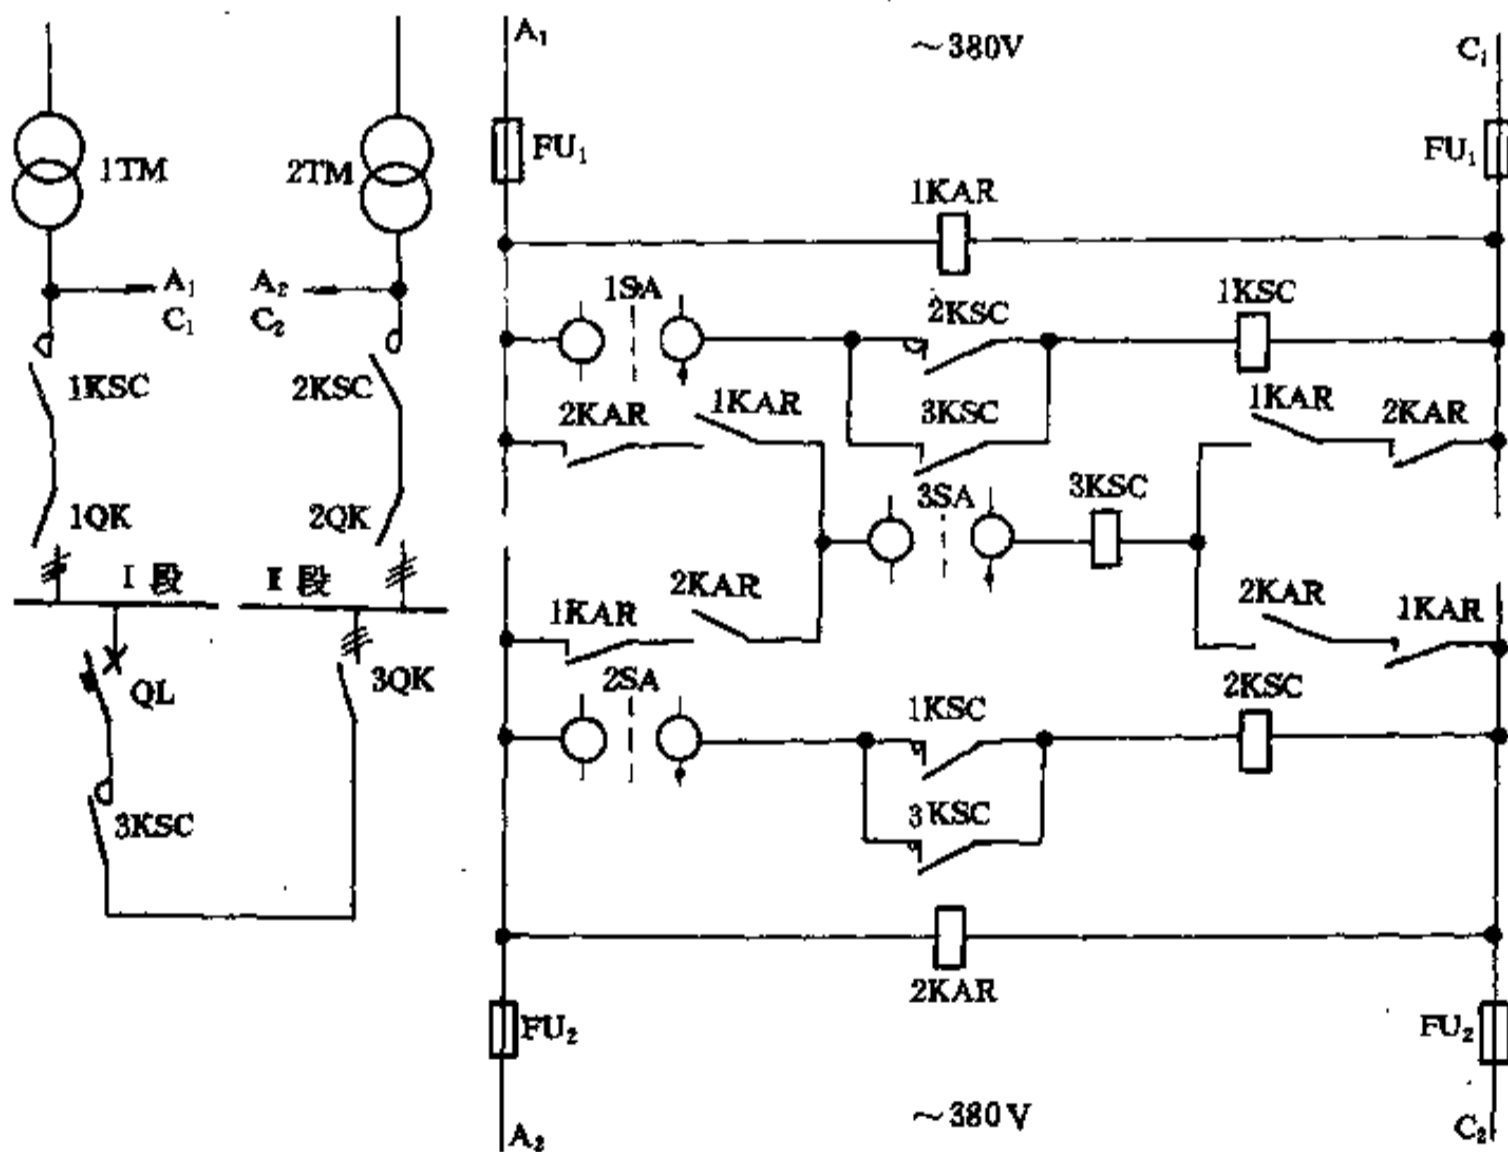 A₁
~380V
C₁
FU₁
FU₁
1TM
2TM
1KAR
A₁
C₁
A₂
C₂
1SA
2KSC
1KSC
1KSC
2KSC
2KAR
1KAR
3KSC
1KAR
2KAR
1QK
2QK
3SA
3KSC
I 段
Ⅱ 段
1KAR
2KAR
2KAR
1KAR
QL
3QK
2SA
1KSC
2KSC
3KSC
3KSC
2KAR
FU₂
FU₂
~380V
A₂
C₂